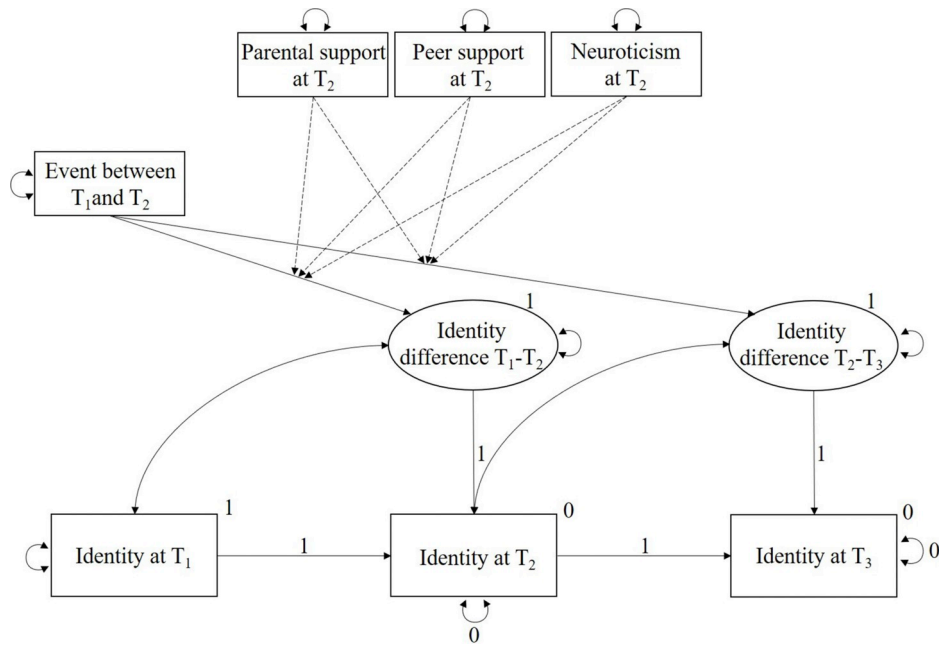 Parental support
at T₂
Peer support
at T₂
Neuroticism
at T₂
Event between
T₁and T₂
1
Identity
difference T₁-T₂
1
Identity
difference T₂-T₃
1
1
1
0
0
Identity at T₁
1
Identity at T₂
1
Identity at T₃
0
0